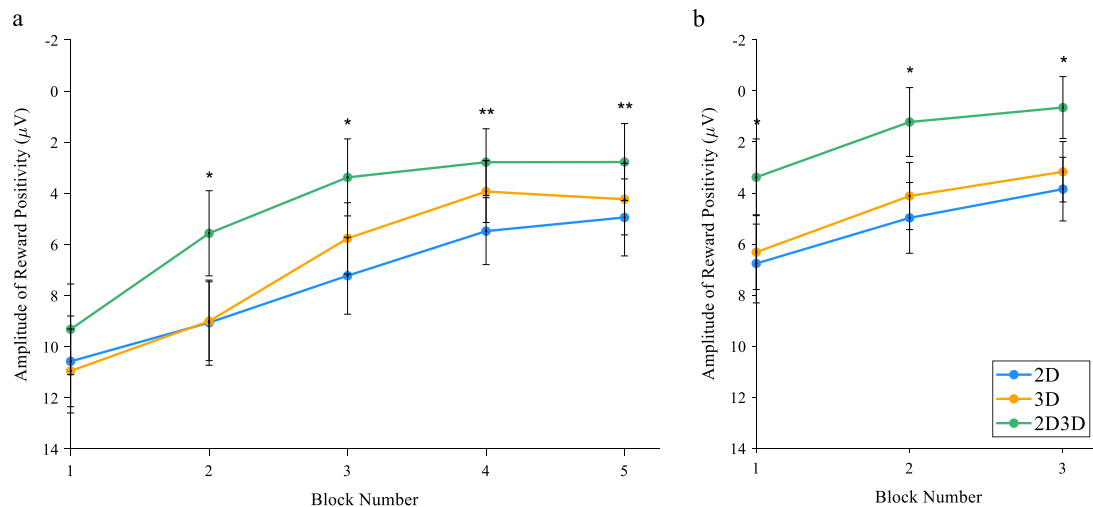 a
-2
0
2
4
6
8
10
12
14
1 2 3 4 5
Amplitude of Reward Positivity (μV)
Block Number
* * ** **
b
-2
0
2
4
6
8
10
12
14
1 2 3
Amplitude of Reward Positivity (μV)
Block Number
* * *
2D
3D
2D3D